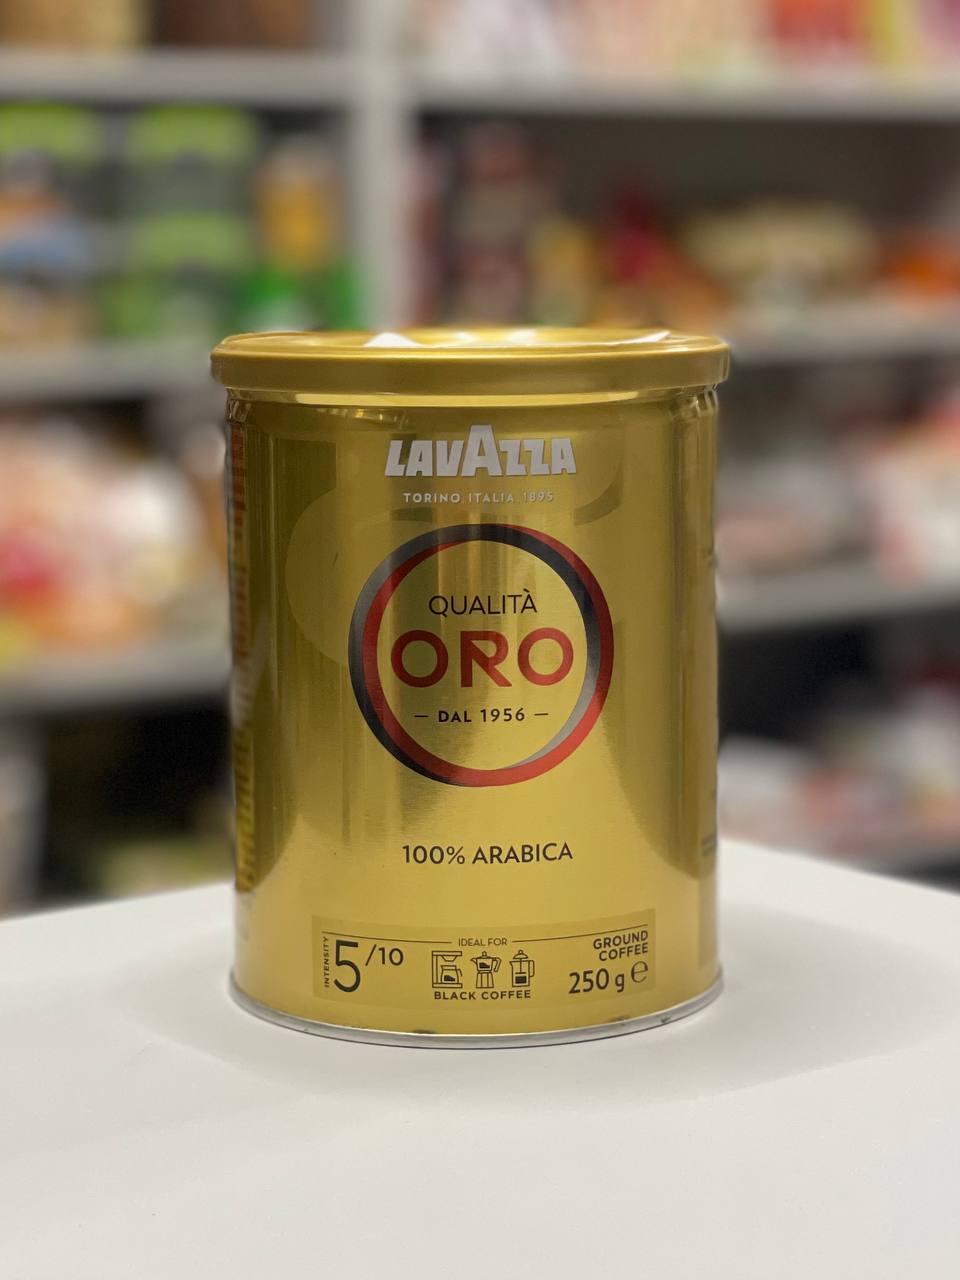 LAVAZZA
TORINO, ITALIA, 1895
QUALITÀ
ORO
— DAL 1956 —
100% ARABICA
INTENSITY
5/10
IDEAL FOR
BLACK COFFEE
GROUND
COFFEE
250 g ℮